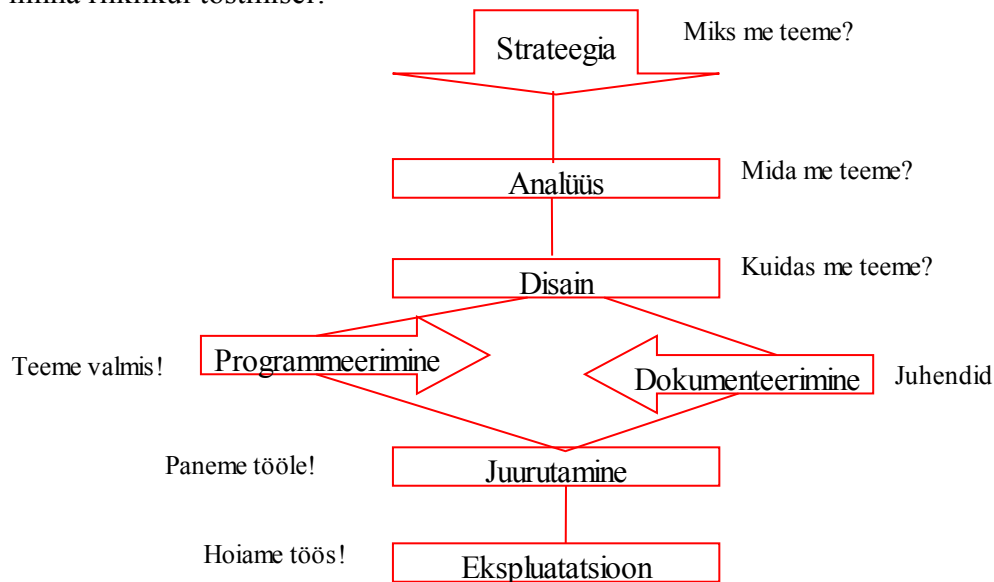 Strateegia
Miks me teeme?
Analüüs
Mida me teeme?
Disain
Kuidas me teeme?
Teeme valmis!
Programmeerimine
Dokumenteerimine
Juhendid
Paneme tööle!
Juurutamine
Hoiame töös!
Ekspluatatsioon